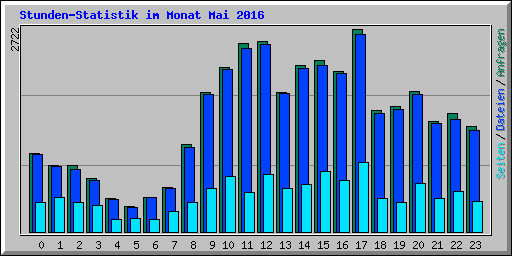 Stunden-Statistik im Monat Mai 2016
2722
Seiten / Dateien / Anfragen
0 1 2 3 4 5 6 7 8 9 10 11 12 13 14 15 16 17 18 19 20 21 22 23